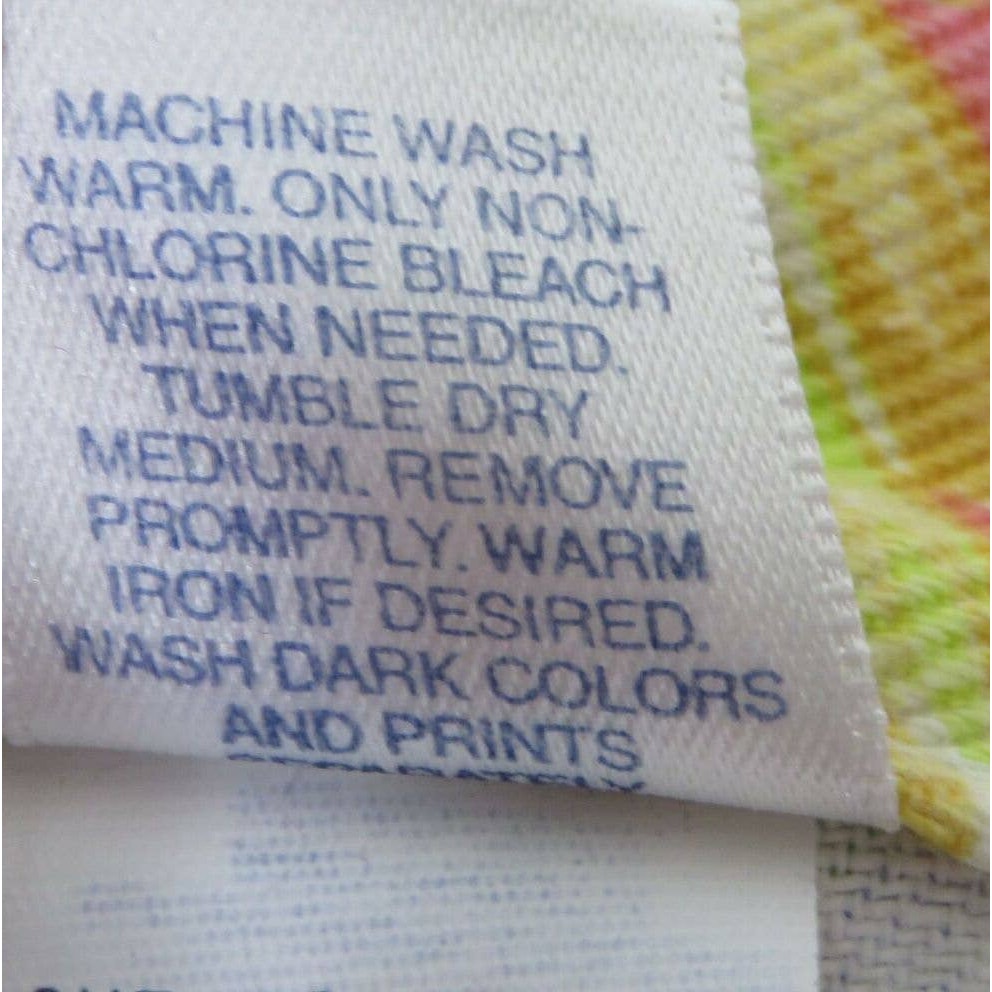 MACHINE WASH
WARM. ONLY NON-
CHLORINE BLEACH
WHEN NEEDED.
TUMBLE DRY
MEDIUM. REMOVE
PROMPTLY. WARM
IRON IF DESIRED.
WASH DARK COLORS
AND PRINTS
SEPARATELY